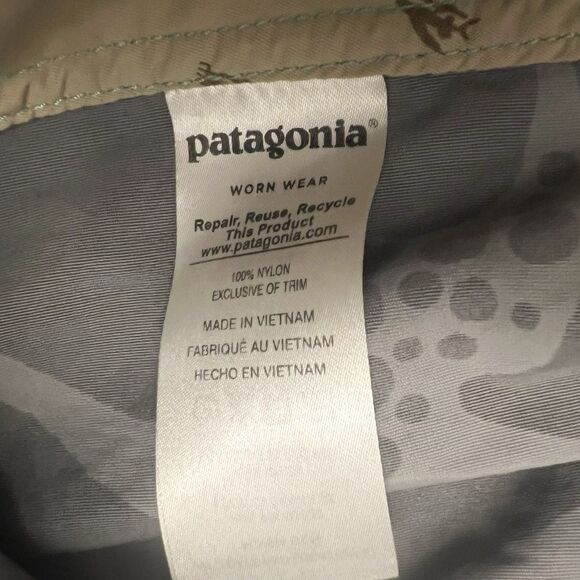 patagonia®
WORN WEAR
Repair, Reuse, Recycle
This Product
www.patagonia.com
100% NYLON
EXCLUSIVE OF TRIM
MADE IN VIETNAM
FABRIQUÉ AU VIETNAM
HECHO EN VIETNAM